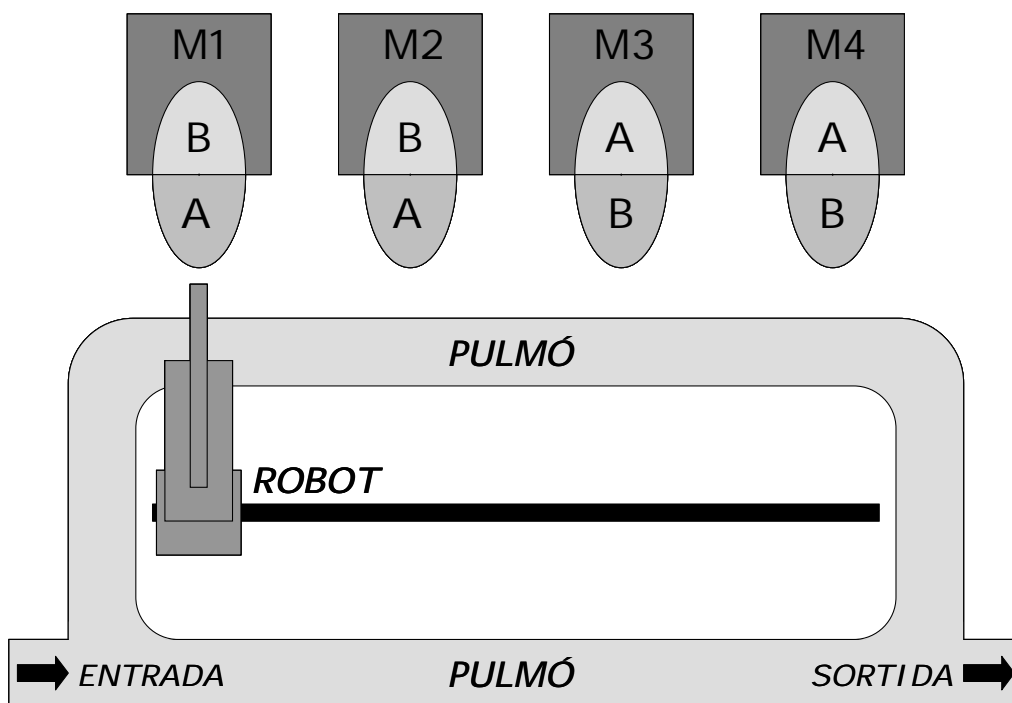 M1 M2 M3 M4
B B A A
A A B B
PULMÓ
ROBOT
ENTRADA PULMÓ SORTIDA